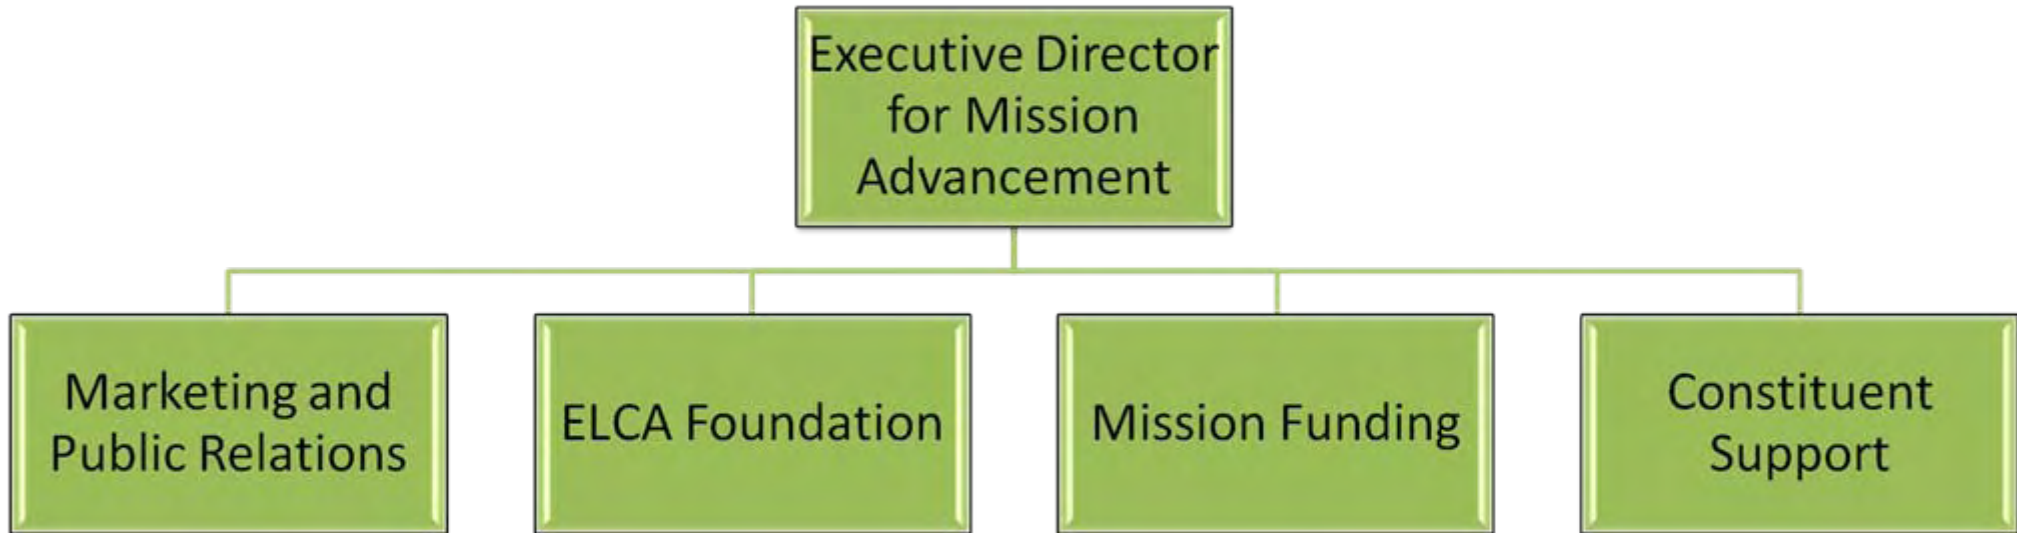 Executive Director
for Mission
Advancement
Marketing and
Public Relations
ELCA Foundation
Mission Funding
Constituent
Support